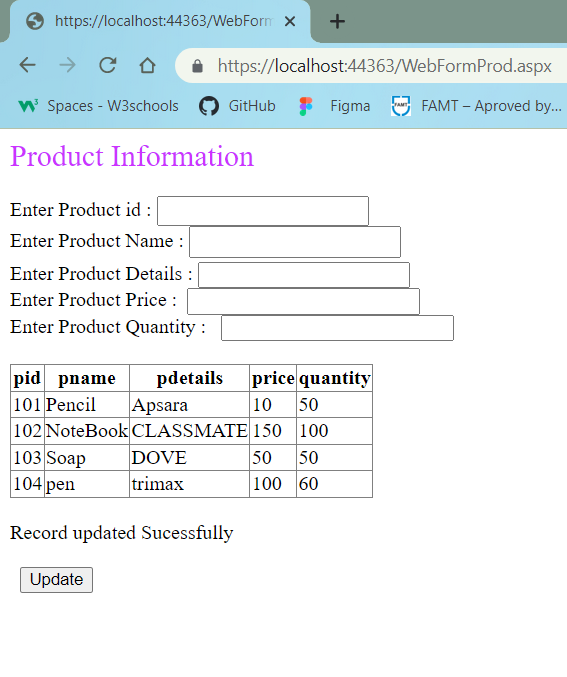 https://localhost:44363/WebForm
https://localhost:44363/WebFormProd.aspx
Spaces - W3schools GitHub Figma FAMT FAMT – Aproved by...
Product Information
Enter Product id :
Enter Product Name :
Enter Product Details :
Enter Product Price :
Enter Product Quantity :
pid pname pdetails price quantity
101 Pencil Apsara 10 50
102 NoteBook CLASSMATE 150 100
103 Soap DOVE 50 50
104 pen trimax 100 60
Record updated Sucessfully
Update